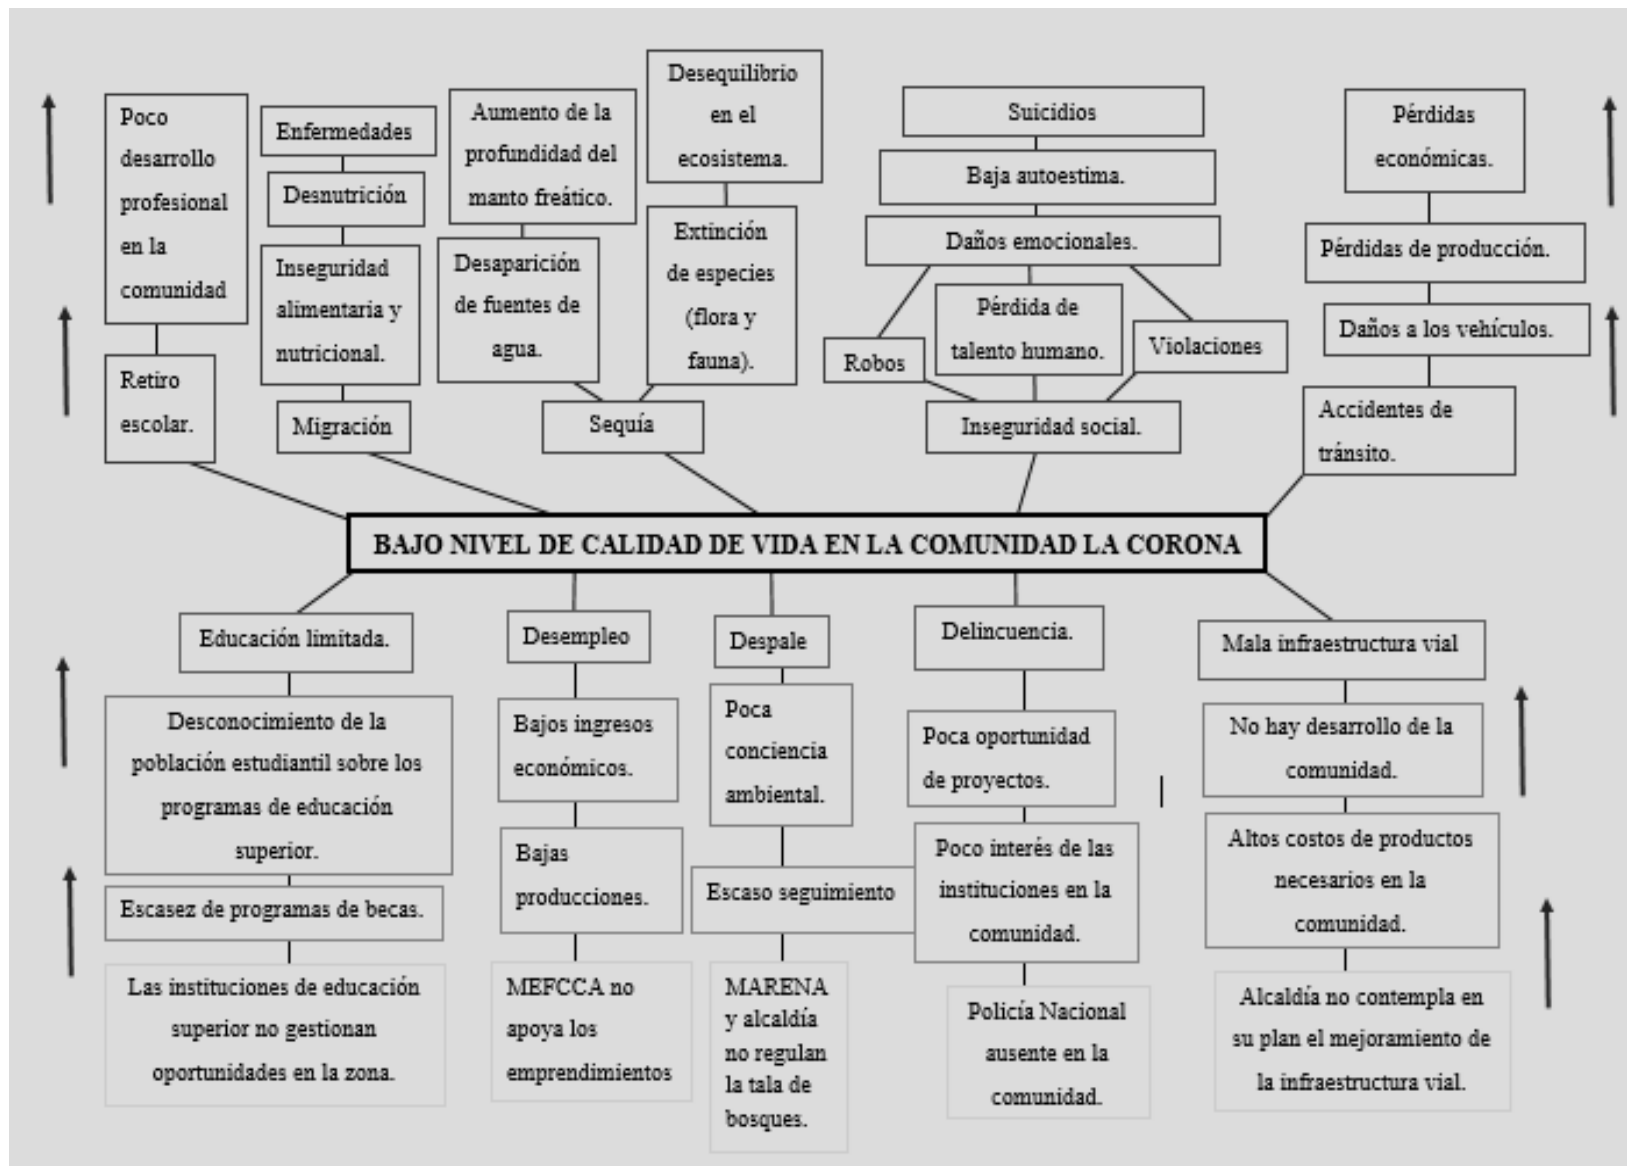 Poco
desarrollo
profesional
en la
comunidad
Retiro
escolar.
Enfermedades
Desnutrición
Inseguridad
alimentaria y
nutricional.
Migración
Aumento de la
profundidad del
manto freático.
Desaparición
de fuentes de
agua.
Desequilibrio
en el
ecosistema.
Extinción
de especies
(flora y
fauna).
Sequía
Suicidios
Baja autoestima.
Daños emocionales.
Robos
Pérdida de
talento humano.
Violaciones
Inseguridad social.
Pérdidas
económicas.
Pérdidas de producción.
Daños a los vehículos.
Accidentes de
tránsito.
BAJO NIVEL DE CALIDAD DE VIDA EN LA COMUNIDAD LA CORONA
Educación limitada.
Desconocimiento de la
población estudiantil sobre los
programas de educación
superior.
Escasez de programas de becas.
Las instituciones de educación
superior no gestionan
oportunidades en la zona.
Desempleo
Bajos ingresos
económicos.
Bajas
producciones.
MEFCCA no
apoya los
emprendimientos
Despale
Poca
conciencia
ambiental.
Escaso seguimiento
MARENA
y alcaldía
no regulan
la tala de
bosques.
Delincuencia.
Poca oportunidad
de proyectos.
Poco interés de las
instituciones en la
comunidad.
Policía Nacional
ausente en la
comunidad.
Mala infraestructura vial
No hay desarrollo de la
comunidad.
Altos costos de productos
necesarios en la
comunidad.
Alcaldía no contempla en
su plan el mejoramiento de
la infraestructura vial.